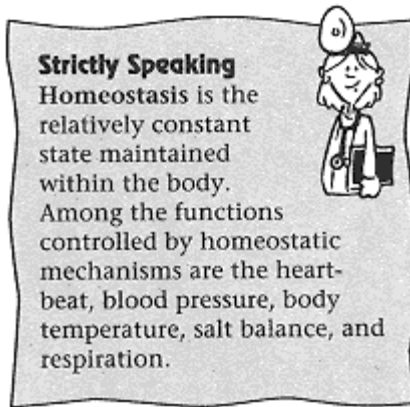 Strictly Speaking
Homeostasis is the
relatively constant
state maintained
within the body.
Among the functions
controlled by homeostatic
mechanisms are the heart-
beat, blood pressure, body
temperature, salt balance, and
respiration.